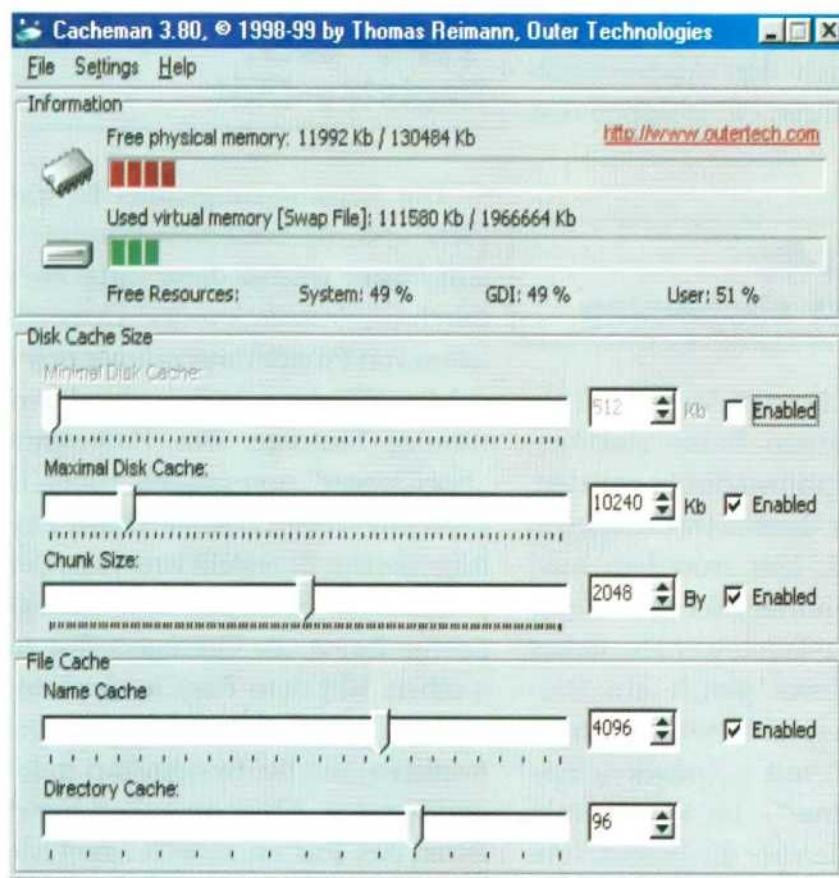 Cacheman 3.80, © 1998-99 by Thomas Reimann, Outer Technologies
File Settings Help
Information
Free physical memory: 11992 Kb / 130484 Kb http://www.outertech.com
Used virtual memory [Swap File]: 111580 Kb / 1966664 Kb
Free Resources: System: 49 % GDI: 49 % User: 51 %
Disk Cache Size
Minimal Disk Cache:
512 Kb Enabled
Maximal Disk Cache:
10240 Kb Enabled
Chunk Size:
2048 By Enabled
File Cache
Name Cache
4096 Enabled
Directory Cache:
96